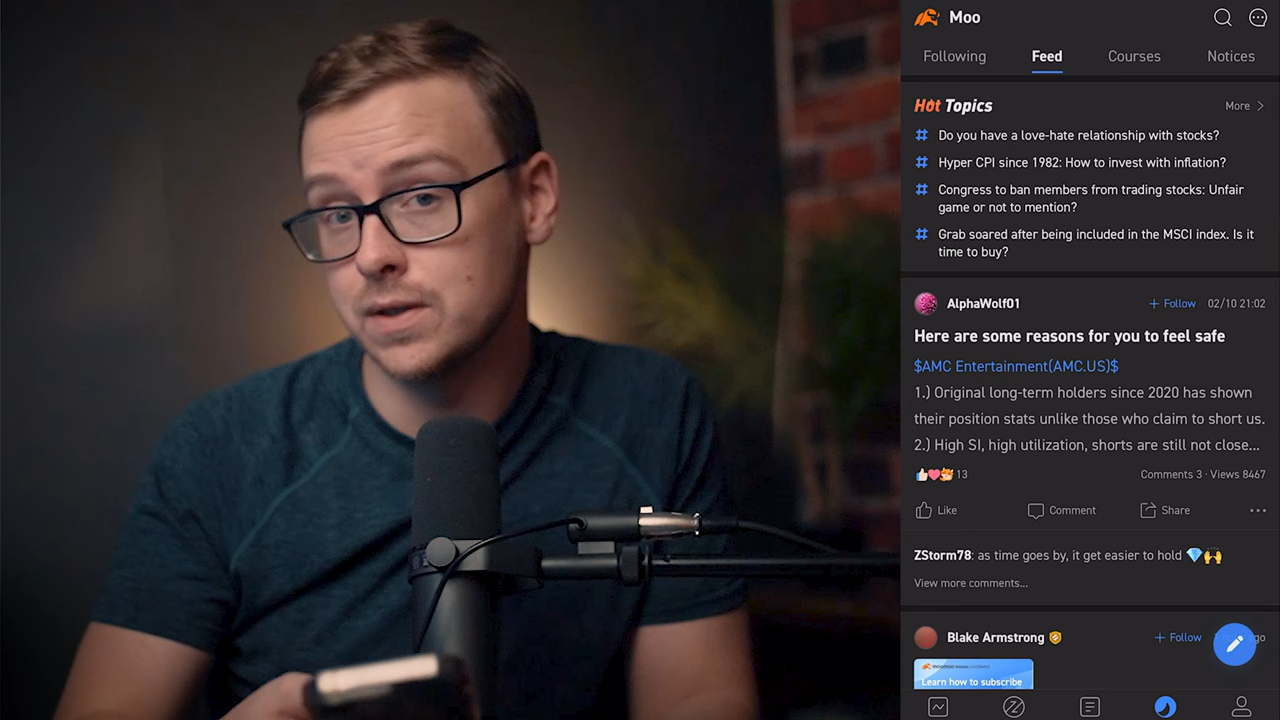 Moo
Following
Feed
Courses
Notices
Hot Topics
More
# Do you have a love-hate relationship with stocks?
# Hyper CPI since 1982: How to invest with inflation?
# Congress to ban members from trading stocks: Unfair
game or not to mention?
# Grab soared after being included in the MSCI index. Is it
time to buy?
AlphaWolf01
+ Follow
02/10 21:02
Here are some reasons for you to feel safe
$AMC Entertainment(AMC.US)$
1.) Original long-term holders since 2020 has shown
their position stats unlike those who claim to short us.
2.) High SI, high utilization, shorts are still not close...
13
Comments 3 · Views 8467
Like
Comment
Share
ZStorm78: as time goes by, it get easier to hold 💎🙌
View more comments...
Blake Armstrong
+ Follow
Learn how to subscribe